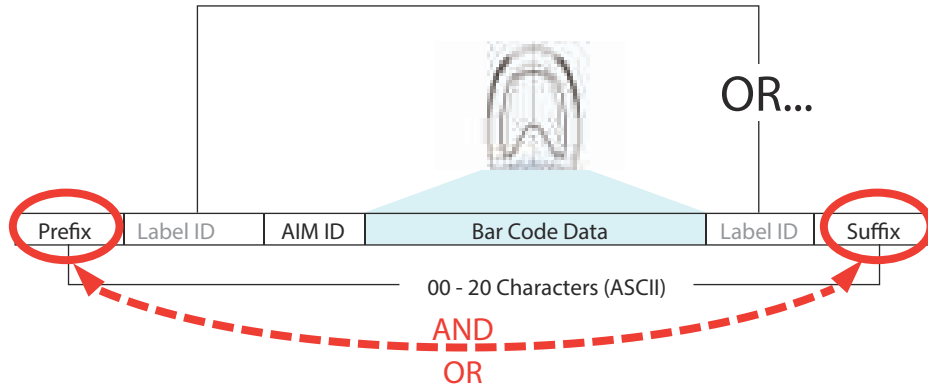 OR...
Prefix Label ID AIM ID Bar Code Data Label ID Suffix
00 - 20 Characters (ASCII)
AND
OR